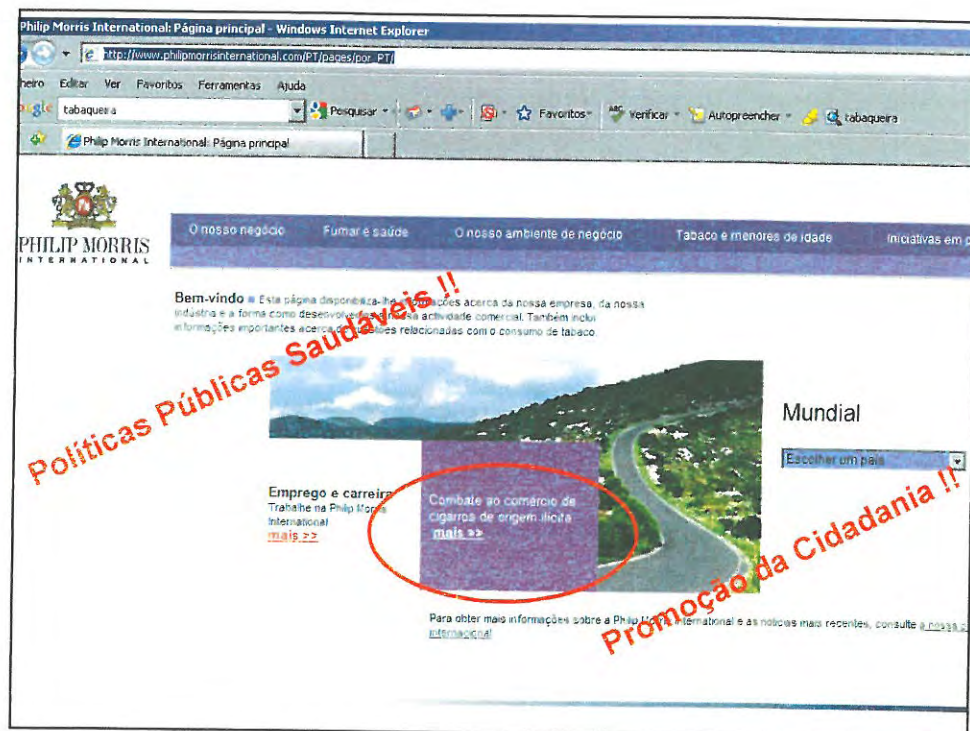 Philip Morris International: Página principal - Windows Internet Explorer
http://www.philipmorrisinternational.com/PT/pages/por_PT/
heiro Editar Ver Favoritos Ferramentas Ajuda
tabaqueira Pesquisar Favoritos Verificar Autopreencher tabaqueira
Philip Morris International: Página principal
PHILIP MORRIS
INTERNATIONAL
O nosso negócio Fumar e saúde O nosso ambiente de negócio Tabaco e menores de idade Iniciativas em p
Bem-vindo Esta página disponibiliza-lhe informações acerca da nossa empresa, da nossa
indústria e a forma como desenvolvemos a nossa actividade comercial. Também inclui
informações importantes acerca de questões relacionadas com o consumo de tabaco.
Políticas Públicas Saudáveis !!
Mundial
Escolher um país
Emprego e carreira
Trabalhe na Philip Morris
International
mais >>
Combate ao comércio de
cigarros de origem ilícita
mais >>
Promoção da Cidadania !!
Para obter mais informações sobre a Philip Morris International e as notícias mais recentes, consulte a nossa
internacional